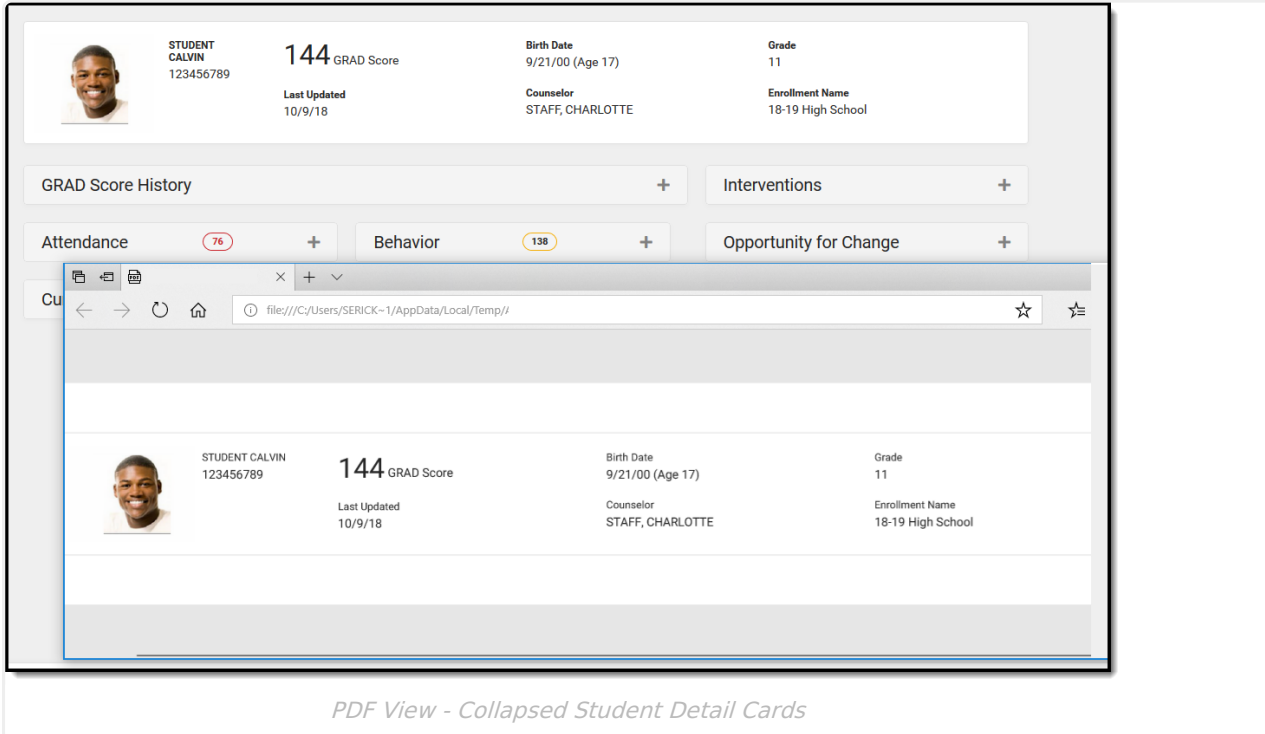 STUDENT
CALVIN
123456789
144 GRAD Score
Last Updated
10/9/18
Birth Date
9/21/00 (Age 17)
Counselor
STAFF, CHARLOTTE
Grade
11
Enrollment Name
18-19 High School
GRAD Score History +
Interventions +
Attendance 76 +
Behavior 138 +
Opportunity for Change +
Cu
PDF
file:///C:/Users/SERICK~1/AppData/Local/Temp//
STUDENT CALVIN
123456789
144 GRAD Score
Last Updated
10/9/18
Birth Date
9/21/00 (Age 17)
Counselor
STAFF, CHARLOTTE
Grade
11
Enrollment Name
18-19 High School
PDF View - Collapsed Student Detail Cards